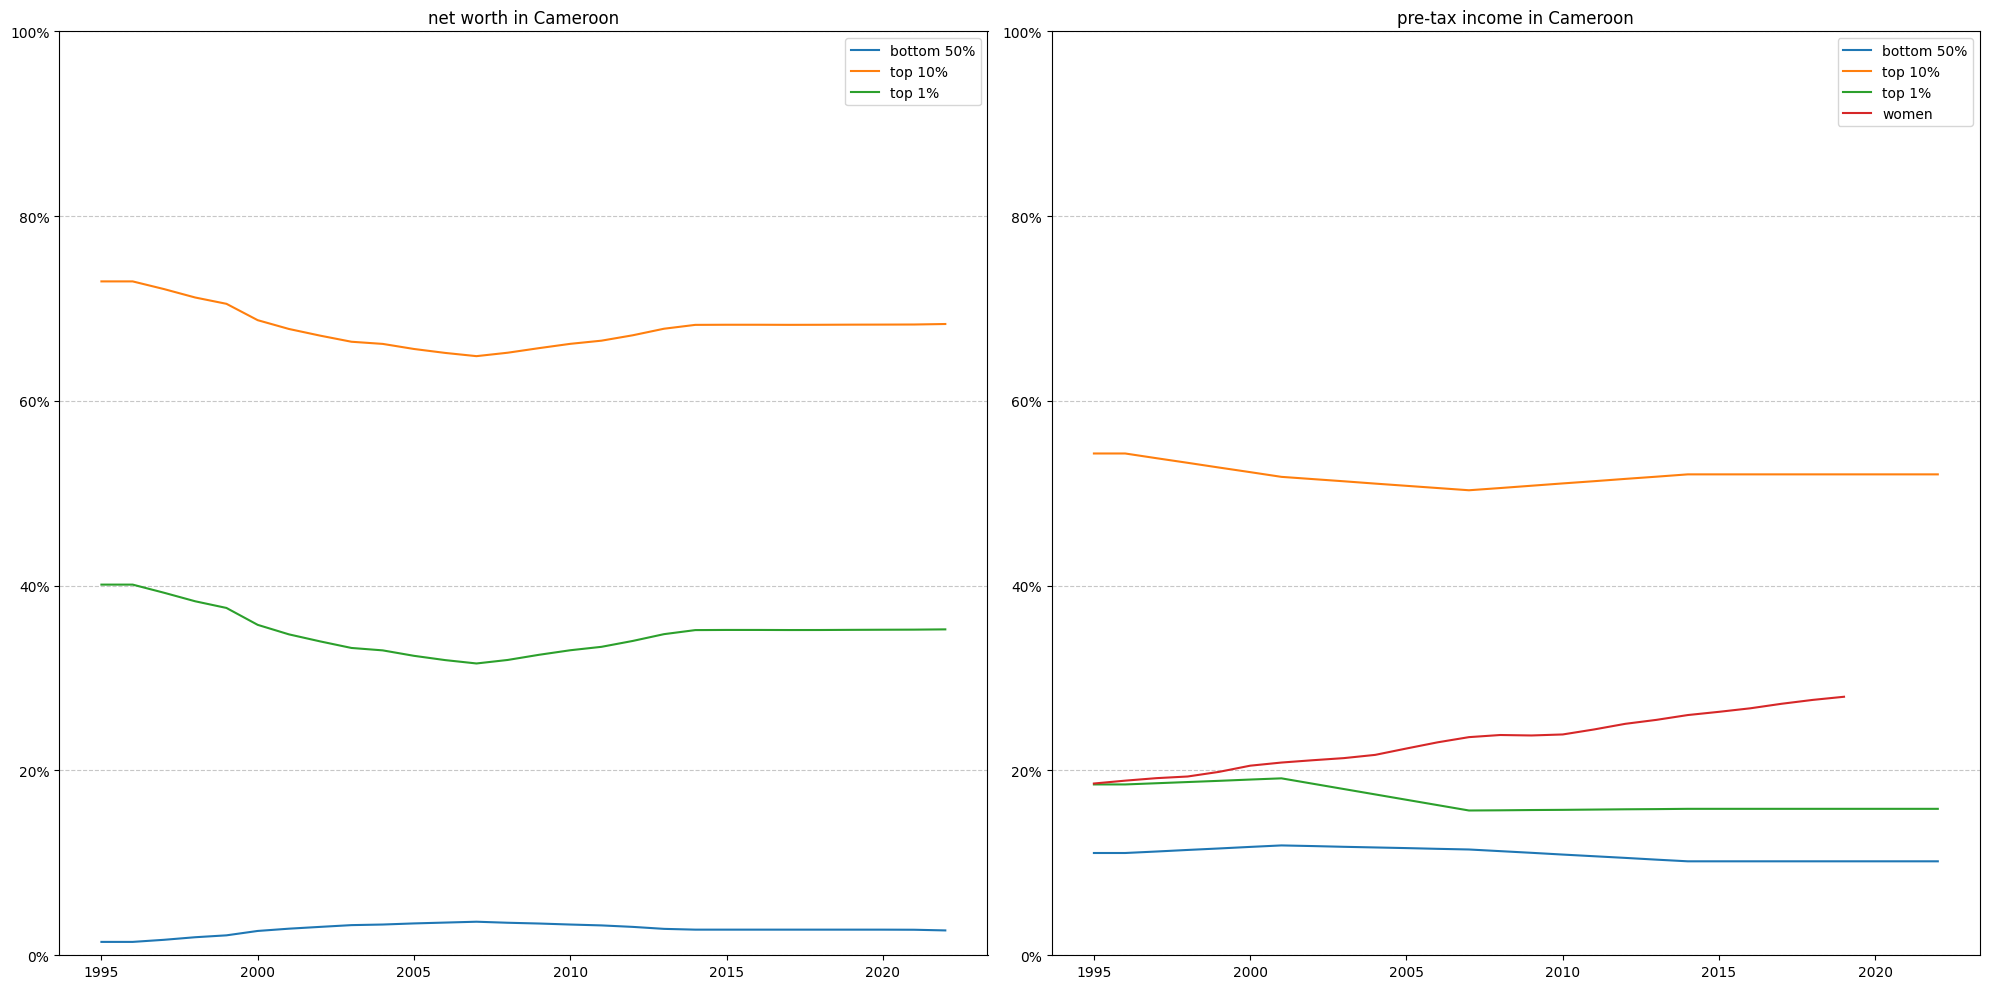 net worth in Cameroon
100%
80%
60%
40%
20%
0%
1995 2000 2005 2010 2015 2020
bottom 50%
top 10%
top 1%
pre-tax income in Cameroon
100%
80%
60%
40%
20%
0%
1995 2000 2005 2010 2015 2020
bottom 50%
top 10%
top 1%
women